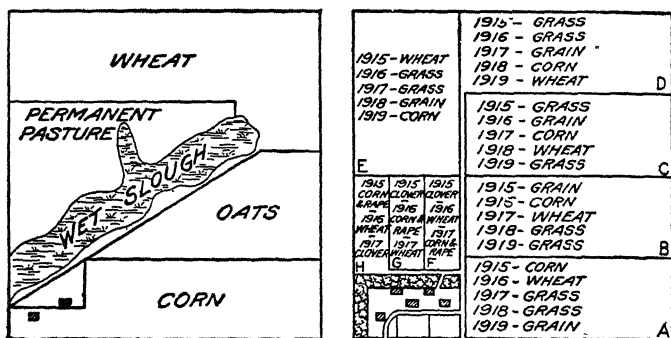 WHEAT
PERMANENT
PASTURE
WET SLOUGH
OATS
CORN
1915-WHEAT
1916-GRASS
1917-GRASS
1918-GRAIN
1919-CORN
E
1915- GRASS
1916- GRASS
1917- GRAIN
1918- CORN
1919- WHEAT
D
1915- GRASS
1916- GRAIN
1917- CORN
1918- WHEAT
1919- GRASS
C
1915
CORN
& RAPE
1916
WHEAT
1917
CLOVER
H
1915
CLOVER
1916
CORN &
RAPE
1917
WHEAT
G
1915
CLOVER
1916
WHEAT
1917
CORN &
RAPE
F
1915- GRAIN
1915- CORN
1917- WHEAT
1918- GRASS
1919- GRASS
B
1915- CORN
1916- WHEAT
1917- GRASS
1918- GRASS
1919- GRAIN
A